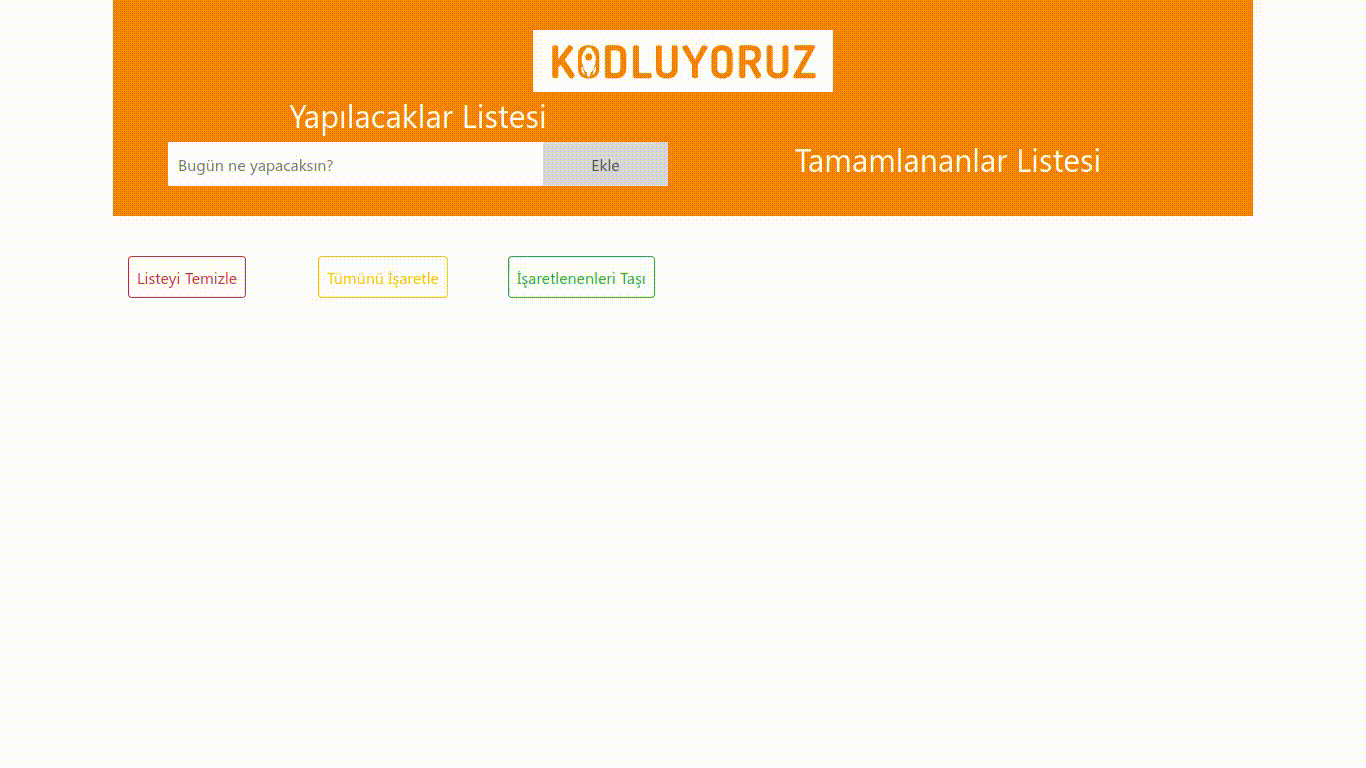 KODLUYORUZ
Yapılacaklar Listesi
Bugün ne yapacaksın?
Ekle
Tamamlananlar Listesi
Listeyi Temizle
Tümünü İşaretle
İşaretlenenleri Taşı